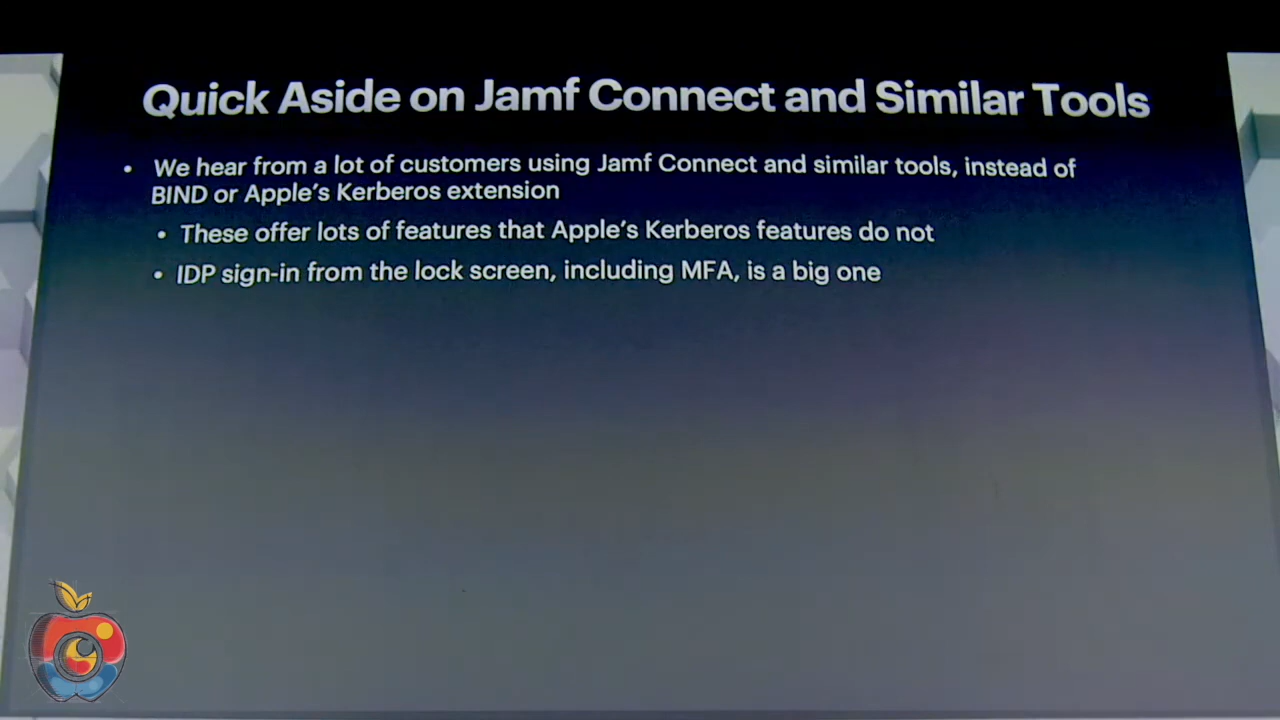 Quick Aside on Jamf Connect and Similar Tools
• We hear from a lot of customers using Jamf Connect and similar tools, instead of
BIND or Apple's Kerberos extension
• These offer lots of features that Apple's Kerberos features do not
• IDP sign-in from the lock screen, including MFA, is a big one